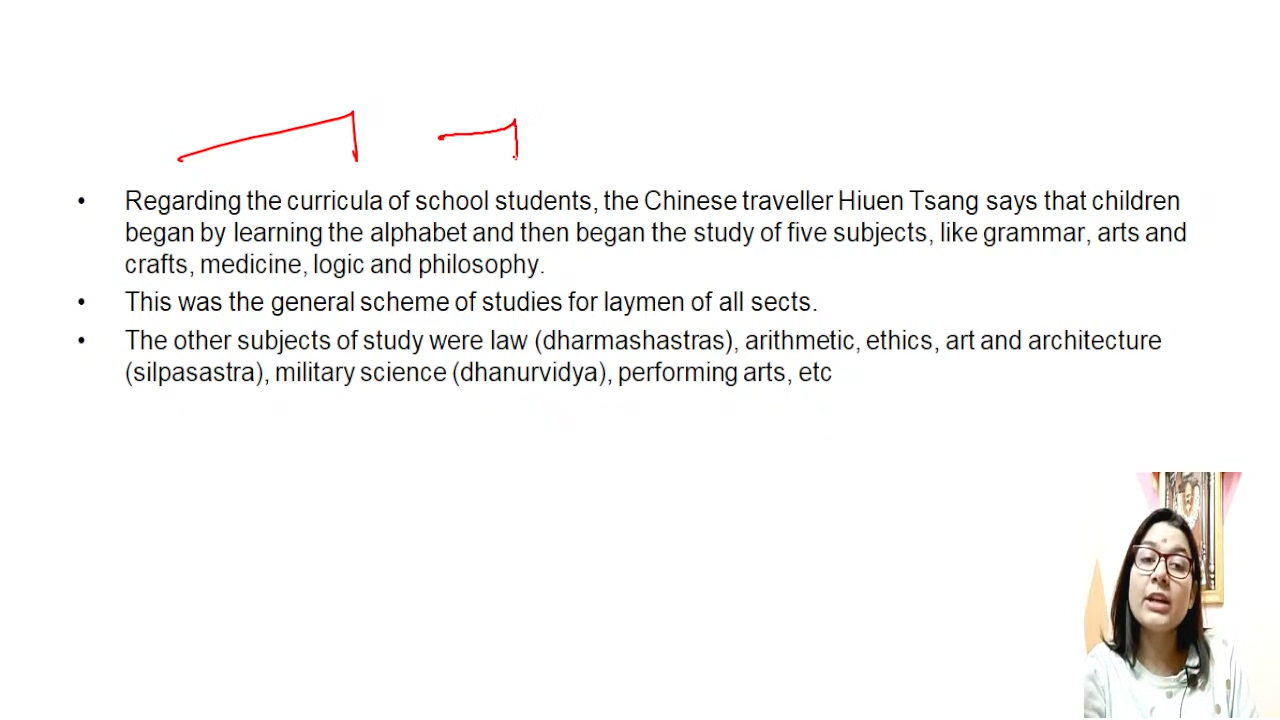 • Regarding the curricula of school students, the Chinese traveller Hiuen Tsang says that children
began by learning the alphabet and then began the study of five subjects, like grammar, arts and
crafts, medicine, logic and philosophy.
• This was the general scheme of studies for laymen of all sects.
• The other subjects of study were law (dharmashastras), arithmetic, ethics, art and architecture
(silpasastra), military science (dhanurvidya), performing arts, etc